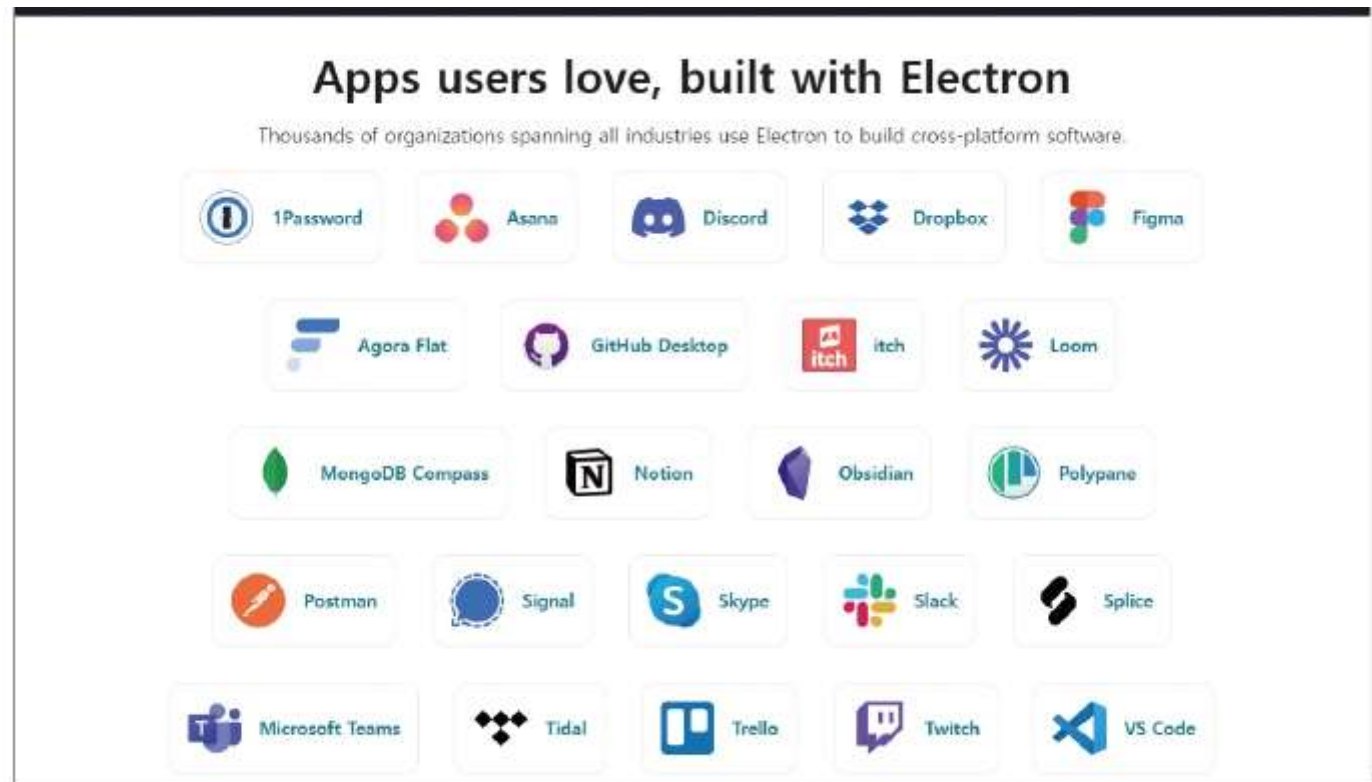 Apps users love, built with Electron
Thousands of organizations spanning all industries use Electron to build cross-platform software.
1Password Asana Discord Dropbox Figma
Agora Flat GitHub Desktop itch itch Loom
MongoDB Compass N Notion Obsidian Polypane
Postman Signal S Skype Slack Splice
T Microsoft Teams Tidal Trello Twitch VS Code